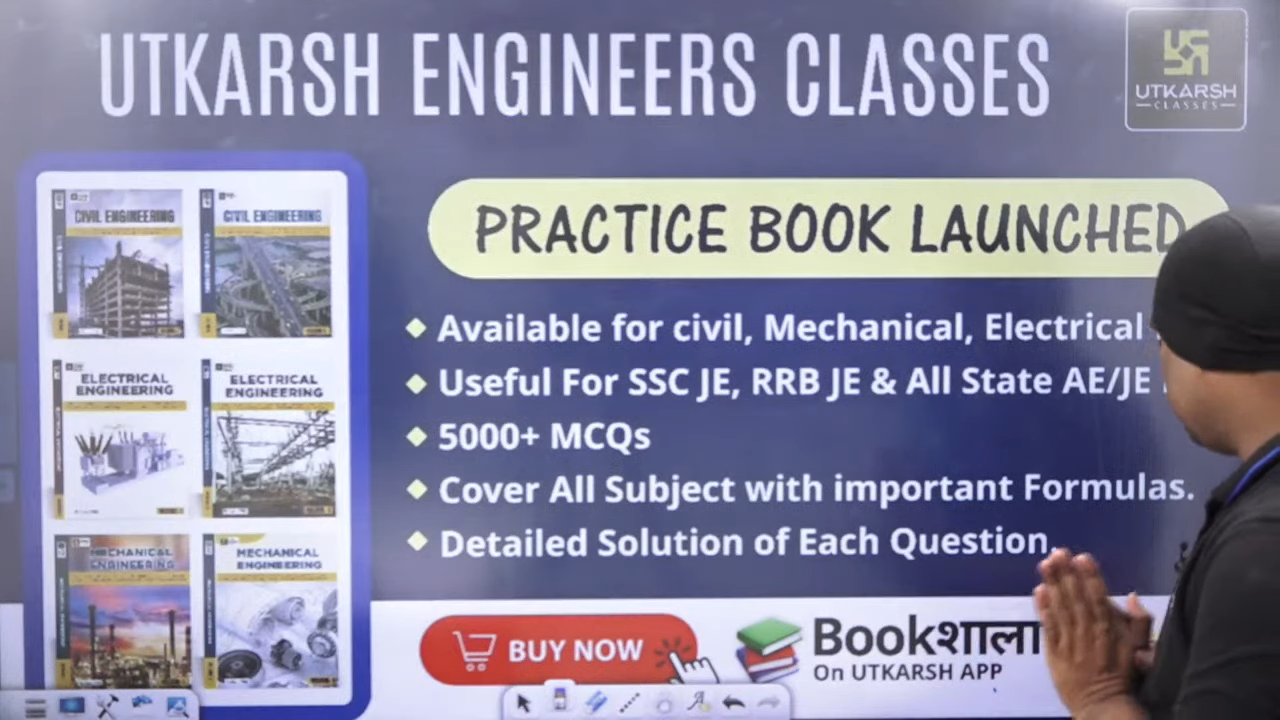 UTKARSH ENGINEERS CLASSES
UTKARSH
CLASSES
PRACTICE BOOK LAUNCHED
Available for civil, Mechanical, Electrical
Useful For SSC JE, RRB JE & All State AE/JE
5000+ MCQs
Cover All Subject with important Formulas.
Detailed Solution of Each Question.
CIVIL ENGINEERING
CIVIL ENGINEERING
ELECTRICAL
ENGINEERING
ELECTRICAL
ENGINEERING
MECHANICAL
ENGINEERING
MECHANICAL
ENGINEERING
BUY NOW
Bookशाला
On UTKARSH APP